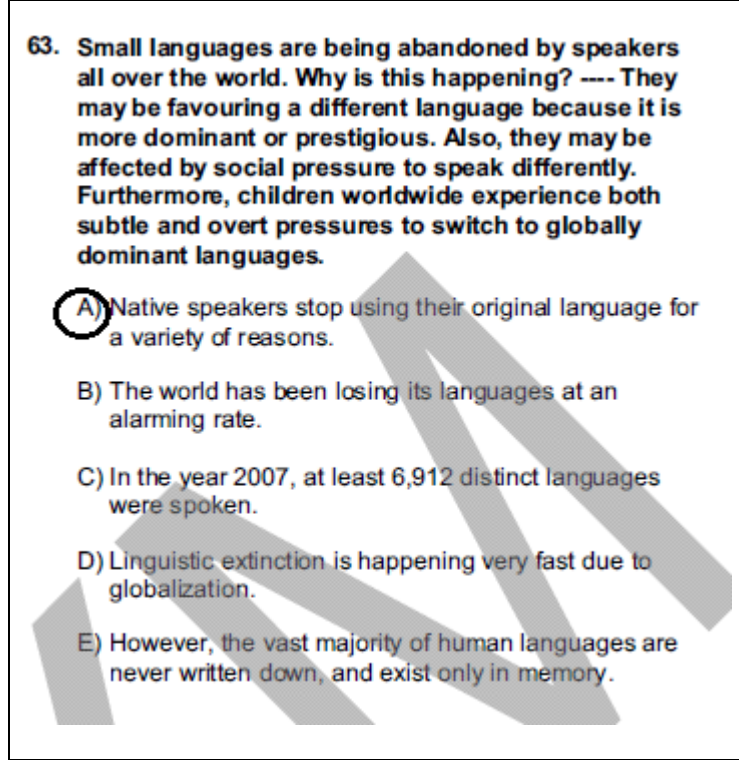 63. Small languages are being abandoned by speakers
all over the world. Why is this happening? ---- They
may be favouring a different language because it is
more dominant or prestigious. Also, they may be
affected by social pressure to speak differently.
Furthermore, children worldwide experience both
subtle and overt pressures to switch to globally
dominant languages.
A) Native speakers stop using their original language for
a variety of reasons.
B) The world has been losing its languages at an
alarming rate.
C) In the year 2007, at least 6,912 distinct languages
were spoken.
D) Linguistic extinction is happening very fast due to
globalization.
E) However, the vast majority of human languages are
never written down, and exist only in memory.